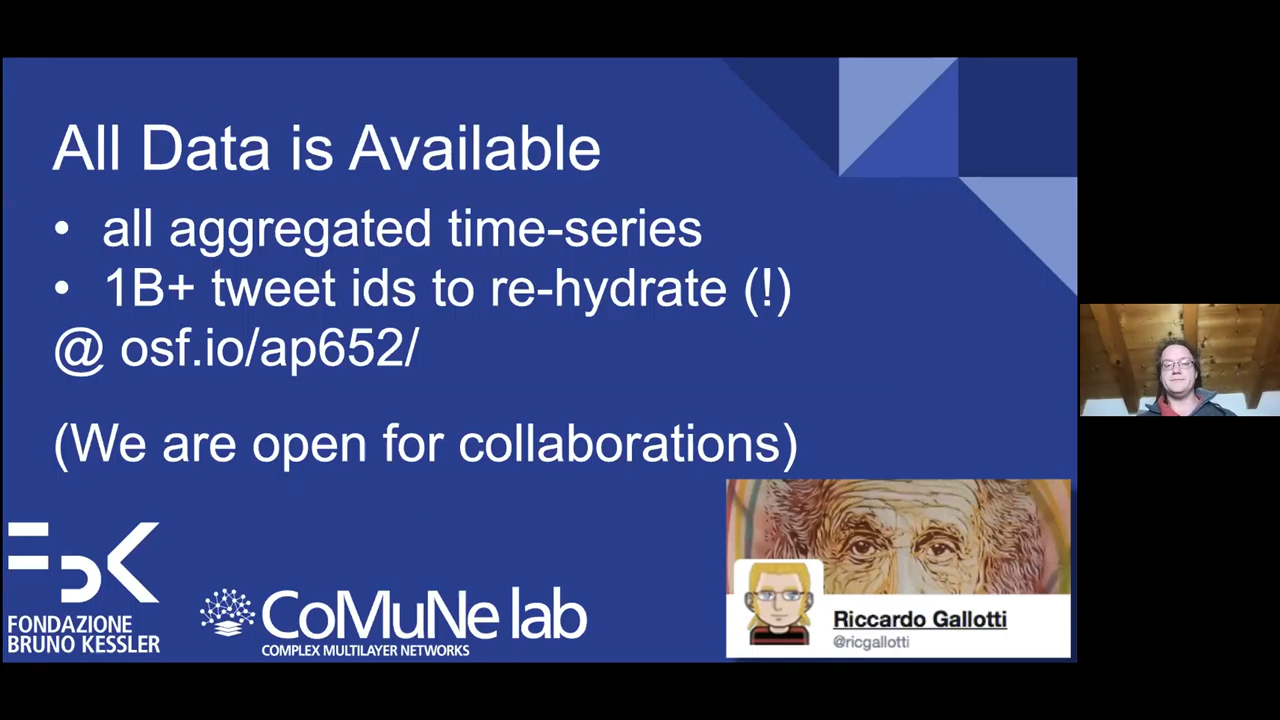 All Data is Available
• all aggregated time-series
• 1B+ tweet ids to re-hydrate (!)
@ osf.io/ap652/
(We are open for collaborations)
FBK
FONDAZIONE
BRUNO KESSLER
CoMuNe lab
COMPLEX MULTILAYER NETWORKS
Riccardo Gallotti
@ricgallotti